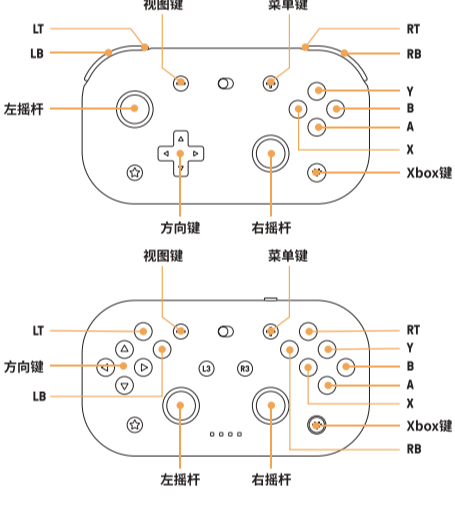 视图键 菜单键
LT RT
LB RB
Y
左摇杆 B
A
X
Xbox键
方向键 右摇杆
视图键 菜单键
LT RT
Y
方向键 L3 R3 B
A
LB X
Xbox键
RB
左摇杆 右摇杆